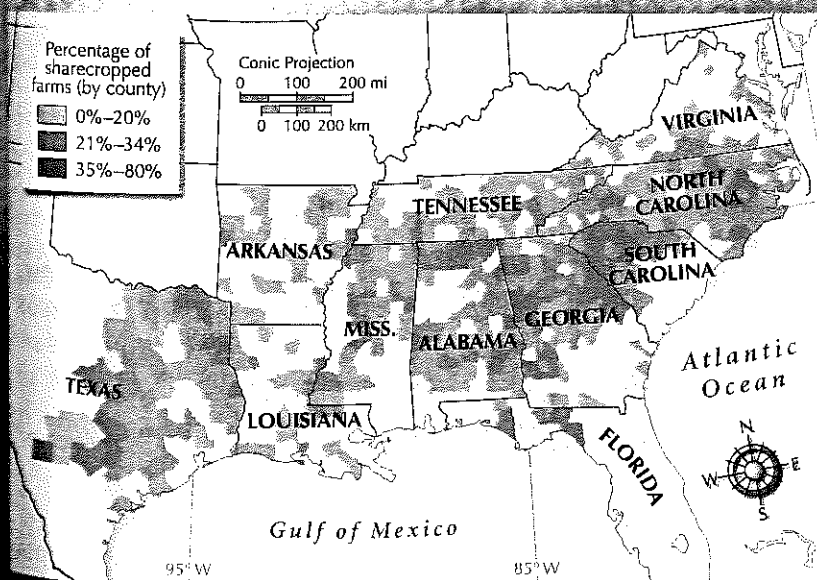 Percentage of
sharecropped
farms (by county)
0%–20%
21%–34%
35%–80%
Conic Projection
0 100 200 mi
0 100 200 km
VIRGINIA
NORTH
CAROLINA
TENNESSEE
ARKANSAS
SOUTH
CAROLINA
MISS.
ALABAMA
GEORGIA
TEXAS
LOUISIANA
FLORIDA
Atlantic
Ocean
N
W
E
S
Gulf of Mexico
95°W
85°W